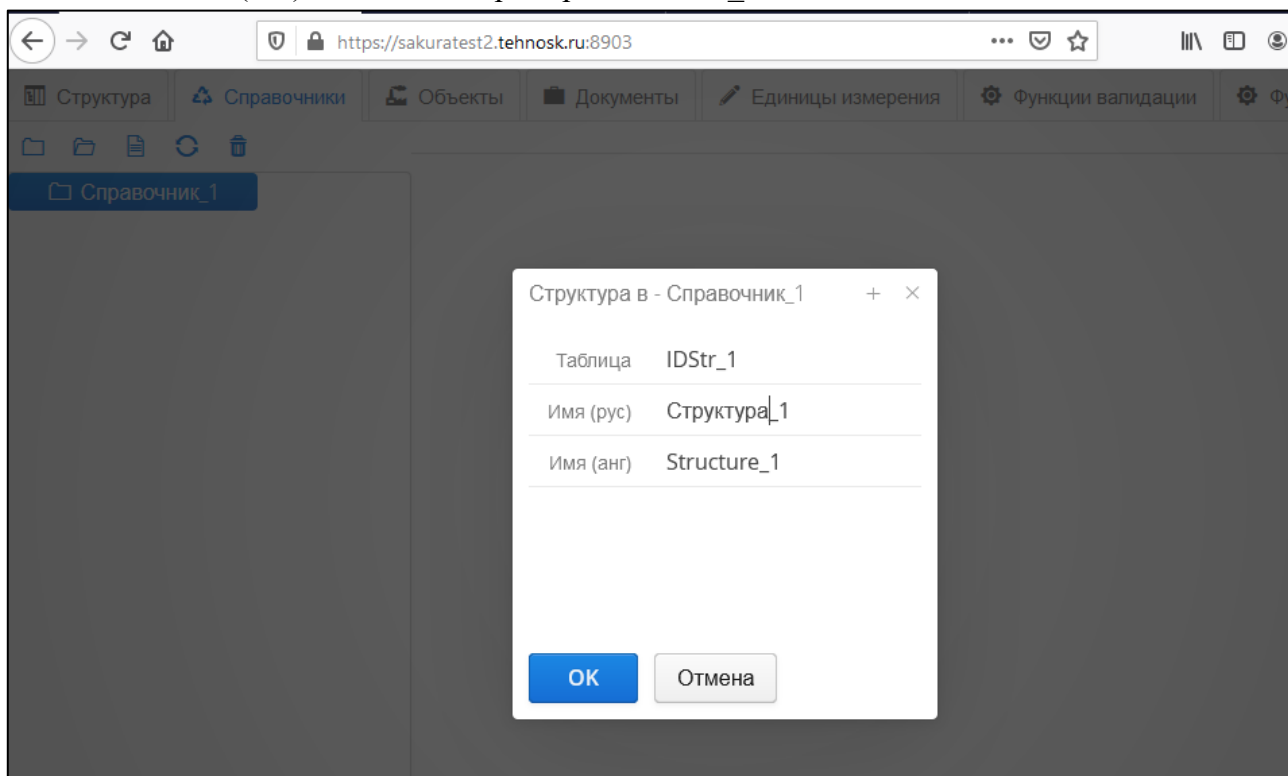 https://sakuratest2.tehnosk.ru:8903
Структура Справочники Объекты Документы Единицы измерения Функции валидации
Справочник_1
Структура в - Справочник_1
Таблица IDStr_1
Имя (рус) Структура_1
Имя (анг) Structure_1
OK Отмена